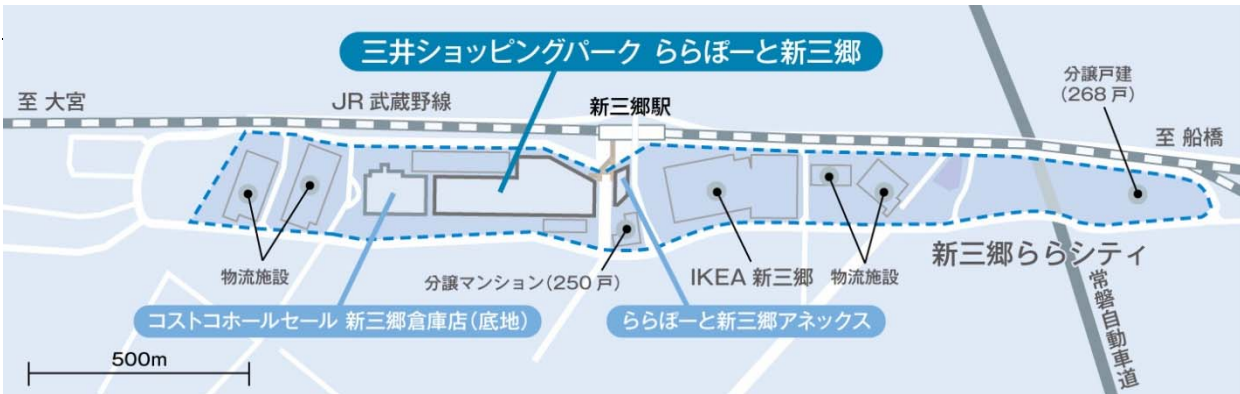 三井ショッピングパーク ららぽーと新三郷
分譲戸建
(268 戸)
至 大宮
JR 武蔵野線
新三郷駅
至 船橋
物流施設
分譲マンション(250 戸)
IKEA 新三郷
物流施設
新三郷ららシティ
コストコホールセール 新三郷倉庫店(底地)
ららぽーと新三郷アネックス
常磐自動車道
500m